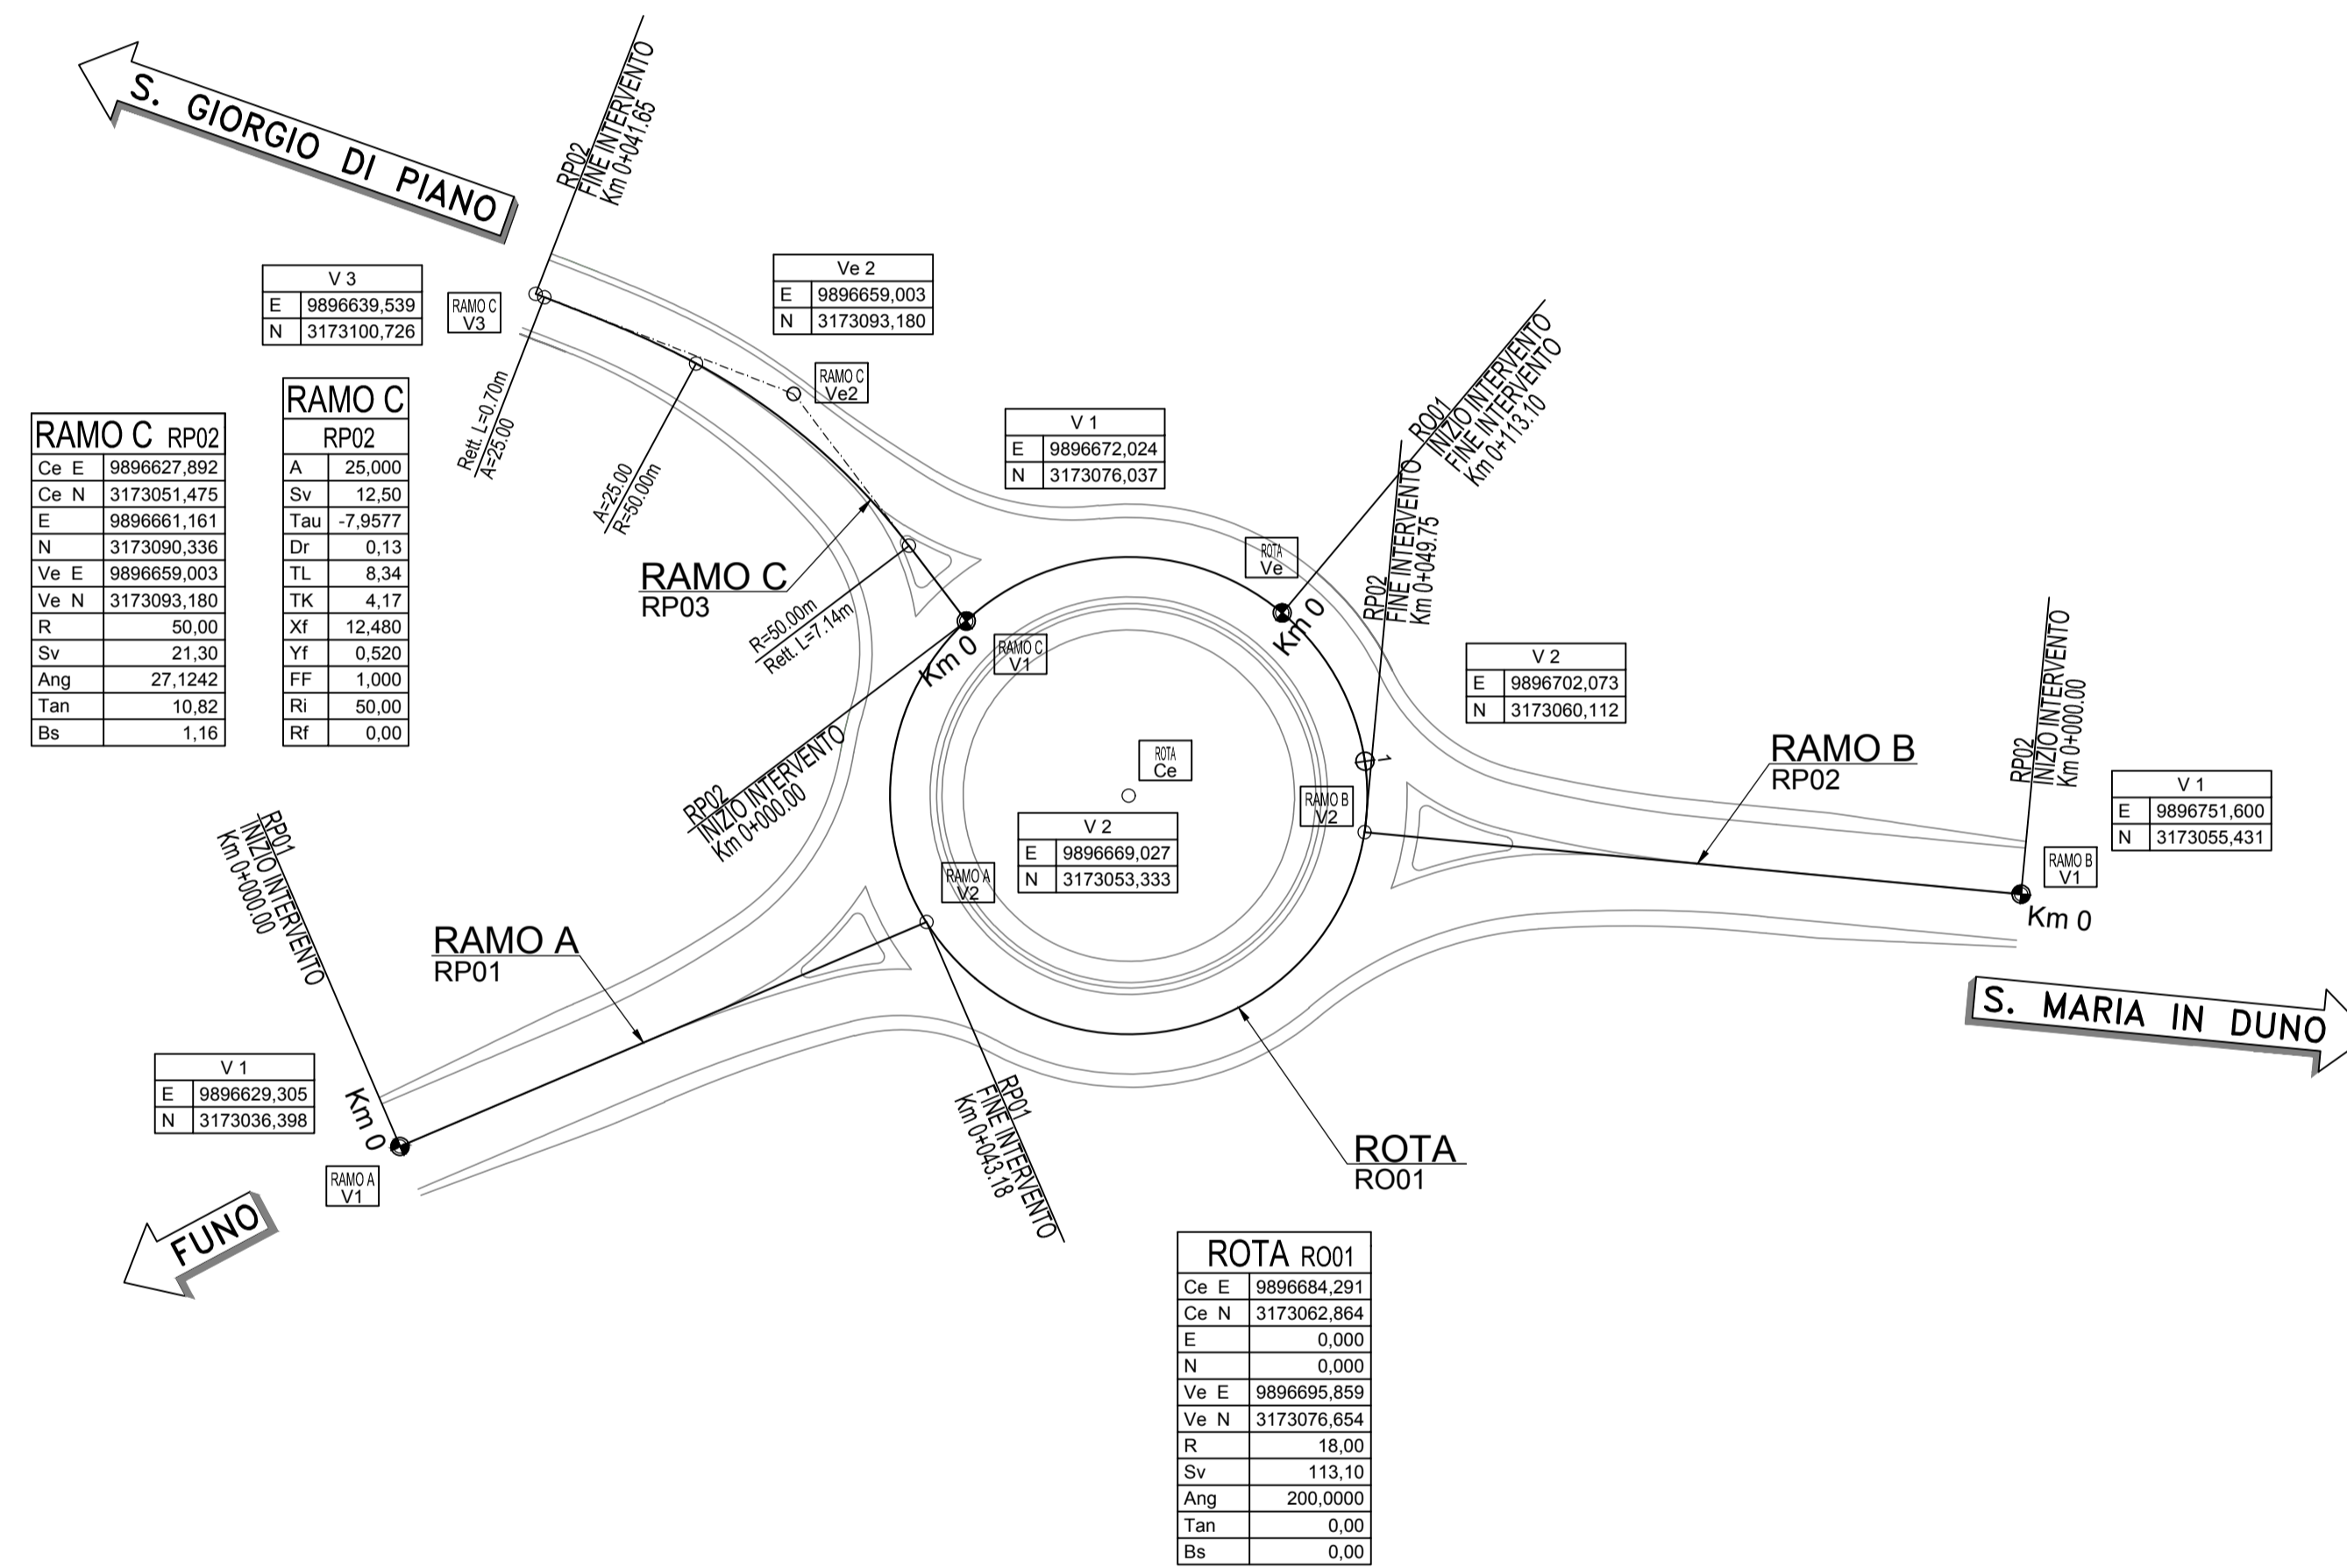 S. GIORGIO DI PIANO
RP02
FINE INTERVENTO
Km 0+041.65
V 3
E 9896639,539
N 3173100,726
RAMO C
V3
Ve 2
E 9896659,003
N 3173093,180
RAMO C
Ve2
Rett. L=0.70m
A=25.00
A=25.00
R=50.00m
RAMO C RP02
Ce E 9896627,892
Ce N 3173051,475
E 9896661,161
N 3173090,336
Ve E 9896659,003
Ve N 3173093,180
R 50,00
Sv 21,30
Ang 27,1242
Tan 10,82
Bs 1,16
RAMO C
RP02
A 25,000
Sv 12,50
Tau -7,9577
Dr 0,13
TL 8,34
TK 4,17
Xf 12,480
Yf 0,520
FF 1,000
Ri 50,00
Rf 0,00
V 1
E 9896672,024
N 3173076,037
RO01
INIZIO INTERVENTO
FINE INTERVENTO
Km 0+113.10
RP02
FINE INTERVENTO
Km 0+049.75
ROTA
Ve
Km 0
RAMO C
RP03
R=50.00m
Rett. L=7.14m
Km 0
RAMO C
V1
RP02
INIZIO INTERVENTO
Km 0+000.00
V 2
E 9896702,073
N 3173060,112
RP02
INIZIO INTERVENTO
Km 0+000.00
RAMO B
RP02
V 1
E 9896751,600
N 3173055,431
RAMO B
V1
Km 0
ROTA
Ce
1
RAMO B
V2
V 2
E 9896669,027
N 3173053,333
RAMO A
V2
RP01
INIZIO INTERVENTO
Km 0+000.00
RAMO A
RP01
S. MARIA IN DUNO
V 1
E 9896629,305
N 3173036,398
Km 0
RAMO A
V1
RP01
FINE INTERVENTO
Km 0+043.18
ROTA
RO01
FUNO
ROTA RO01
Ce E 9896684,291
Ce N 3173062,864
E 0,000
N 0,000
Ve E 9896695,859
Ve N 3173076,654
R 18,00
Sv 113,10
Ang 200,0000
Tan 0,00
Bs 0,00